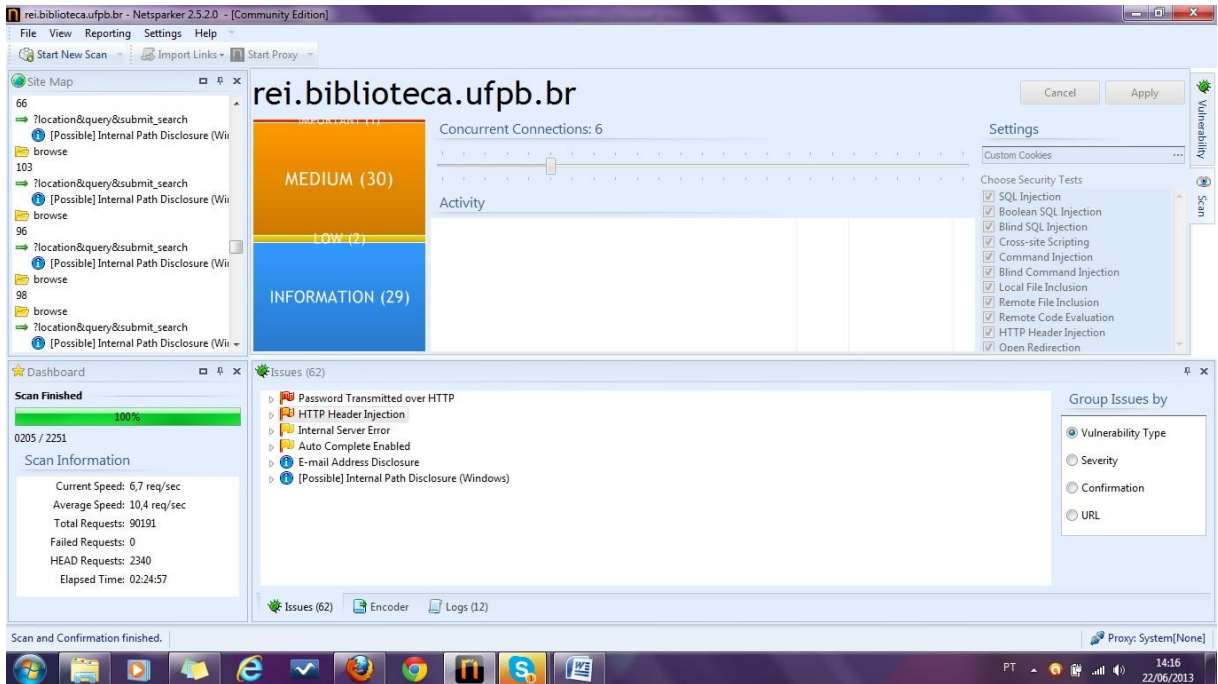 rei.biblioteca.ufpb.br - Netsparker 2.5.2.0 - [Community Edition]
File View Reporting Settings Help
Start New Scan Import Links Start Proxy
Site Map
66
?location&query&submit_search
[Possible] Internal Path Disclosure (Wi
browse
103
?location&query&submit_search
[Possible] Internal Path Disclosure (Wi
browse
96
?location&query&submit_search
[Possible] Internal Path Disclosure (Wi
browse
98
browse
?location&query&submit_search
[Possible] Internal Path Disclosure (Wi
rei.biblioteca.ufpb.br
Cancel Apply
IMPORTANT (1)
MEDIUM (30)
LOW (2)
INFORMATION (29)
Concurrent Connections: 6
Activity
Settings
Custom Cookies ...
Choose Security Tests
SQL Injection
Boolean SQL Injection
Blind SQL Injection
Cross-site Scripting
Command Injection
Blind Command Injection
Local File Inclusion
Remote File Inclusion
Remote Code Evaluation
HTTP Header Injection
Open Redirection
Vulnerability
Scan
Dashboard
Scan Finished
100%
0205 / 2251
Scan Information
Current Speed: 6,7 req/sec
Average Speed: 10,4 req/sec
Total Requests: 90191
Failed Requests: 0
HEAD Requests: 2340
Elapsed Time: 02:24:57
Issues (62)
Password Transmitted over HTTP
HTTP Header Injection
Internal Server Error
Auto Complete Enabled
E-mail Address Disclosure
[Possible] Internal Path Disclosure (Windows)
Group Issues by
Vulnerability Type
Severity
Confirmation
URL
Issues (62) Encoder Logs (12)
Scan and Confirmation finished.
Proxy: System[None]
PT
14:16
22/06/2013